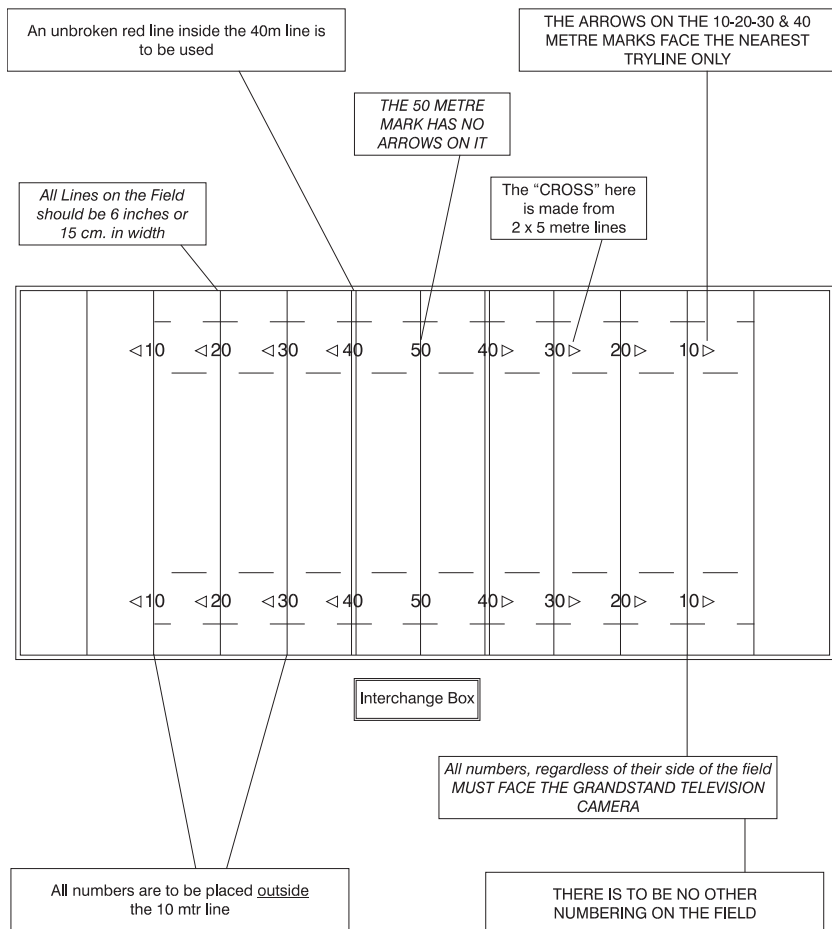 An unbroken red line inside the 40m line is
to be used
THE ARROWS ON THE 10-20-30 & 40
METRE MARKS FACE THE NEAREST
TRYLINE ONLY
THE 50 METRE
MARK HAS NO
ARROWS ON IT
All Lines on the Field
should be 6 inches or
15 cm. in width
The “CROSS” here
is made from
2 x 5 metre lines
10 20 30 40 50 40 30 20 10
10 20 30 40 50 40 30 20 10
Interchange Box
All numbers, regardless of their side of the field
MUST FACE THE GRANDSTAND TELEVISION
CAMERA
All numbers are to be placed outside
the 10 mtr line
THERE IS TO BE NO OTHER
NUMBERING ON THE FIELD